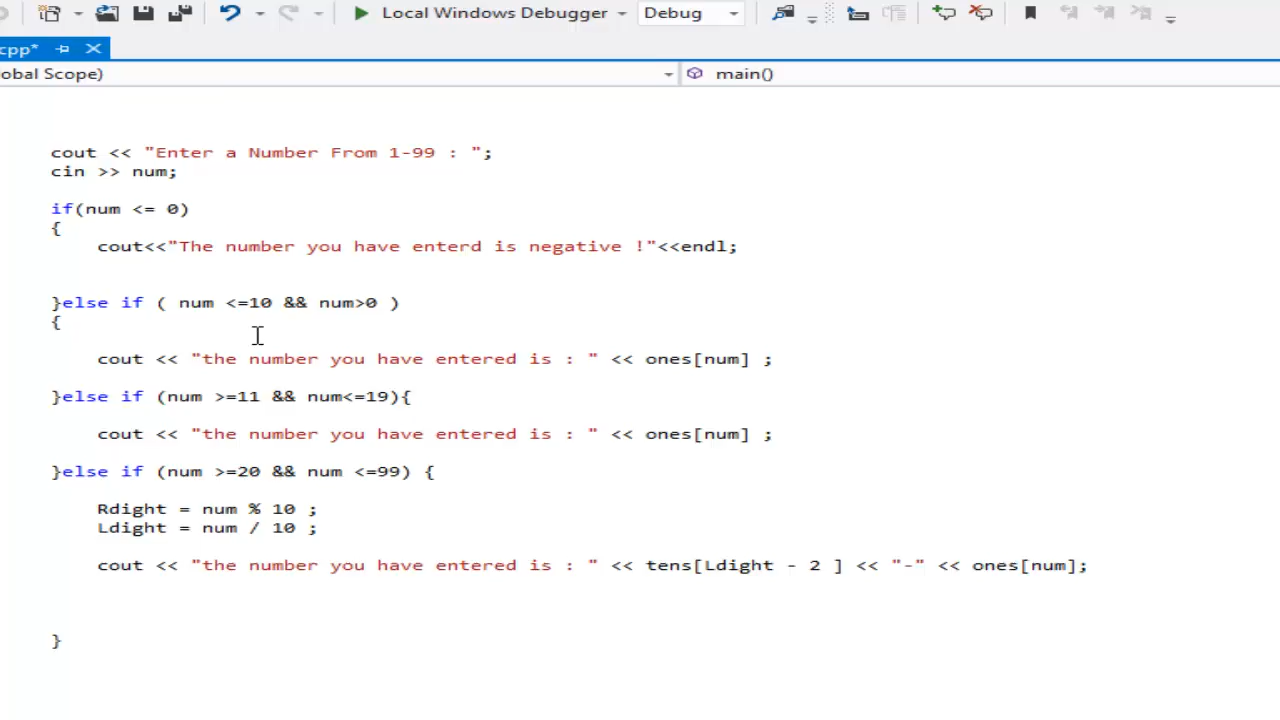 Local Windows Debugger Debug
cpp*
obal Scope) main()
cout << "Enter a Number From 1-99 : ";
cin >> num;
if(num <= 0)
{
cout<<"The number you have enterd is negative !"<<endl;
}else if ( num <=10 && num>0 )
{
cout << "the number you have entered is : " << ones[num] ;
}else if (num >=11 && num<=19){
cout << "the number you have entered is : " << ones[num] ;
}else if (num >=20 && num <=99) {
Rdight = num % 10 ;
Ldight = num / 10 ;
cout << "the number you have entered is : " << tens[Ldight - 2 ] << "-" << ones[num];
}